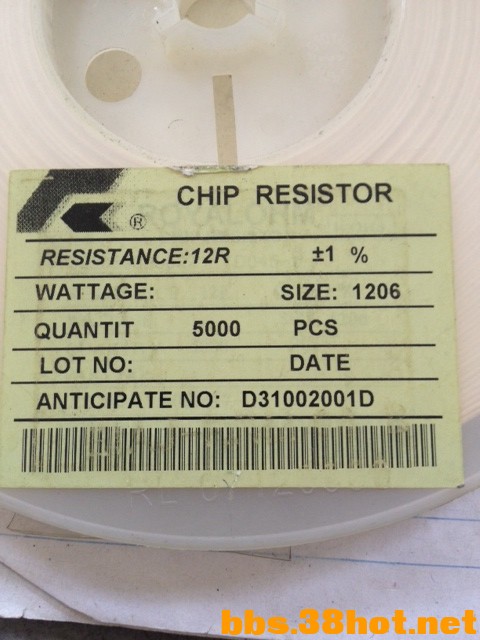 CHIP RESISTOR
®
RESISTANCE:12R ±1 %
WATTAGE: SIZE: 1206
QUANTIT 5000 PCS
LOT NO: DATE
ANTICIPATE NO: D31002001D
bbs.38hot.net